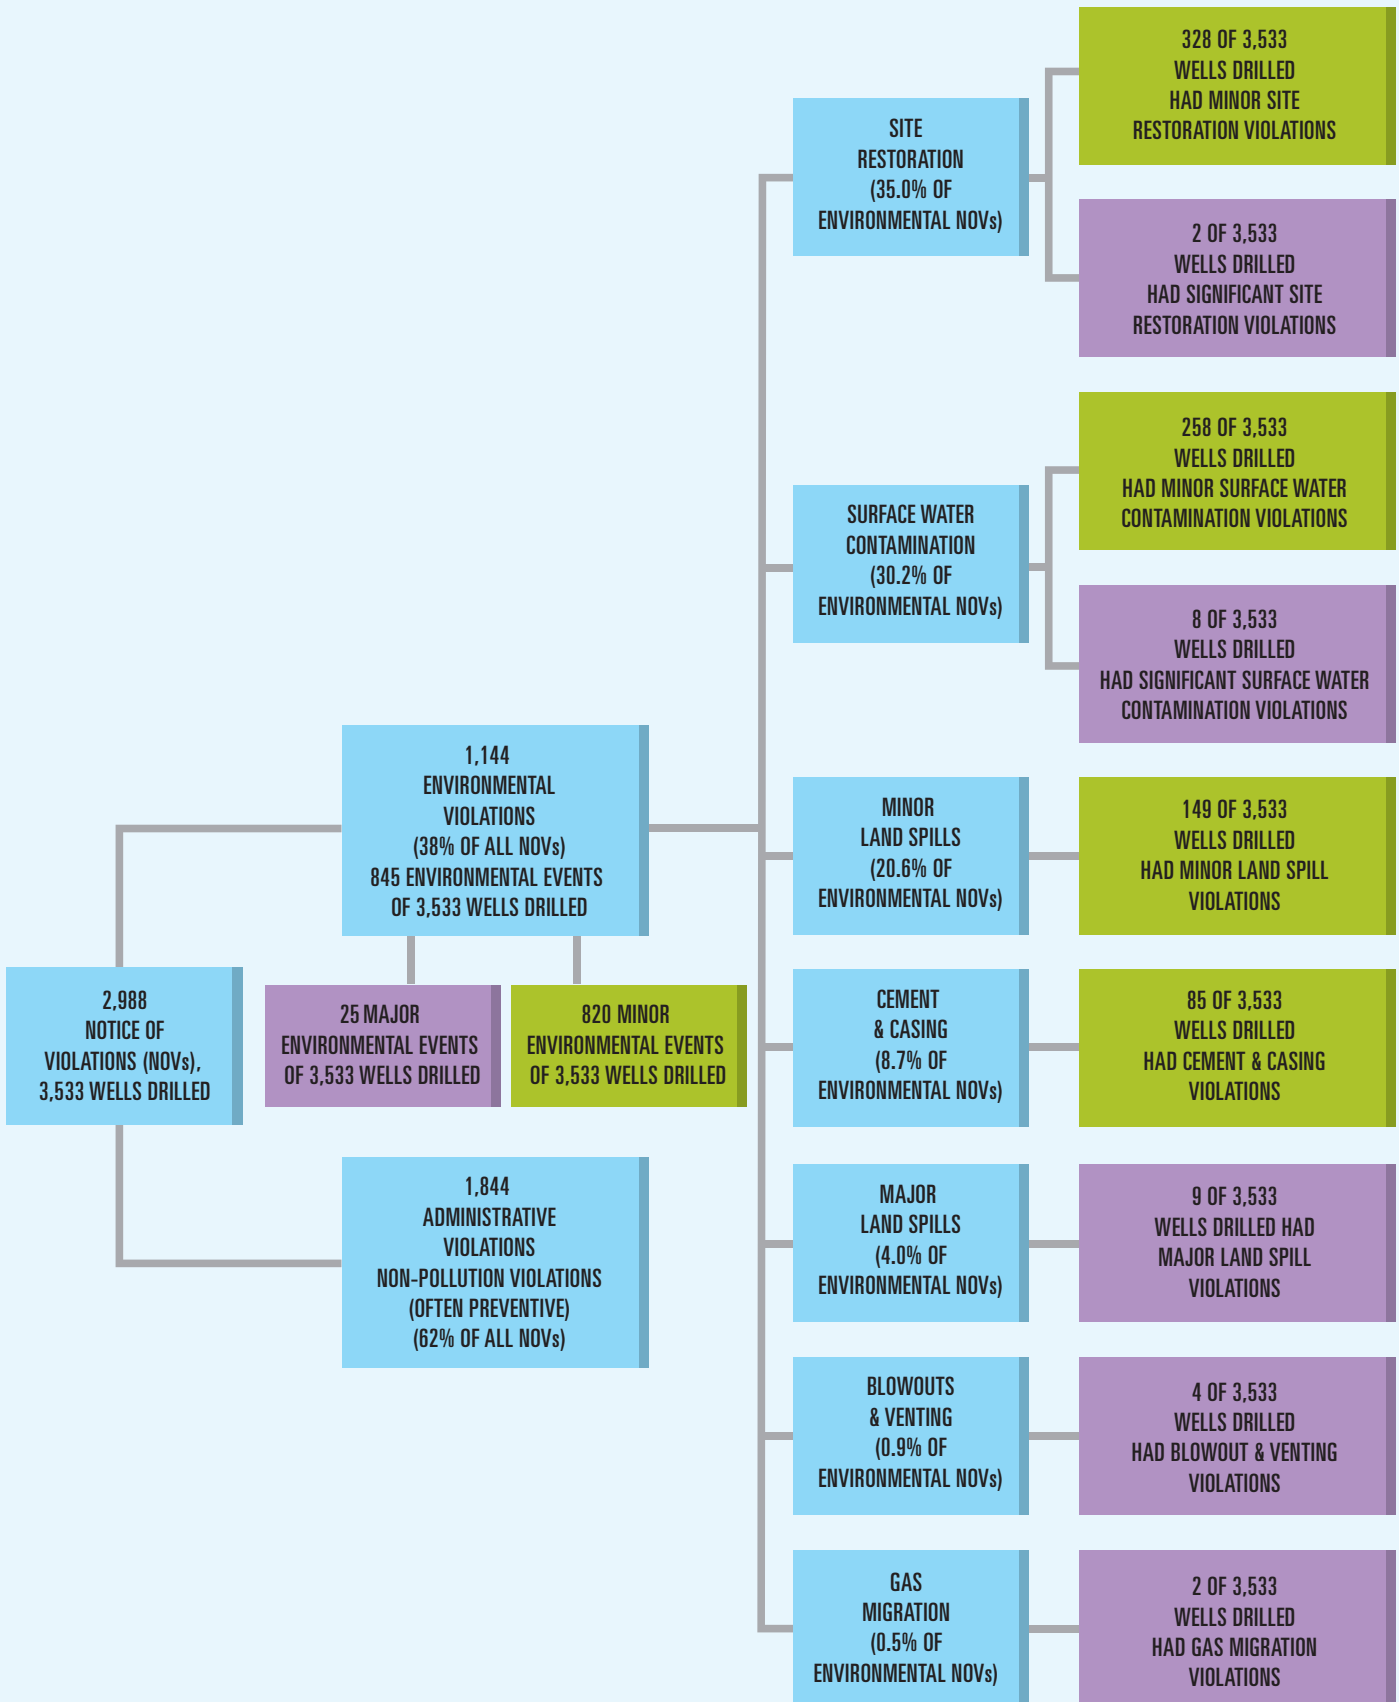 2,988
NOTICE OF
VIOLATIONS (NOVs),
3,533 WELLS DRILLED
1,144
ENVIRONMENTAL
VIOLATIONS
(38% OF ALL NOVs)
845 ENVIRONMENTAL EVENTS
OF 3,533 WELLS DRILLED
25 MAJOR
ENVIRONMENTAL EVENTS
OF 3,533 WELLS DRILLED
820 MINOR
ENVIRONMENTAL EVENTS
OF 3,533 WELLS DRILLED
1,844
ADMINISTRATIVE
VIOLATIONS
NON-POLLUTION VIOLATIONS
(OFTEN PREVENTIVE)
(62% OF ALL NOVs)
SITE
RESTORATION
(35.0% OF
ENVIRONMENTAL NOVs)
328 OF 3,533
WELLS DRILLED
HAD MINOR SITE
RESTORATION VIOLATIONS
2 OF 3,533
WELLS DRILLED
HAD SIGNIFICANT SITE
RESTORATION VIOLATIONS
SURFACE WATER
CONTAMINATION
(30.2% OF
ENVIRONMENTAL NOVs)
258 OF 3,533
WELLS DRILLED
HAD MINOR SURFACE WATER
CONTAMINATION VIOLATIONS
8 OF 3,533
WELLS DRILLED
HAD SIGNIFICANT SURFACE WATER
CONTAMINATION VIOLATIONS
MINOR
LAND SPILLS
(20.6% OF
ENVIRONMENTAL NOVs)
149 OF 3,533
WELLS DRILLED
HAD MINOR LAND SPILL
VIOLATIONS
CEMENT
& CASING
(8.7% OF
ENVIRONMENTAL NOVs)
85 OF 3,533
WELLS DRILLED
HAD CEMENT & CASING
VIOLATIONS
MAJOR
LAND SPILLS
(4.0% OF
ENVIRONMENTAL NOVs)
9 OF 3,533
WELLS DRILLED HAD
MAJOR LAND SPILL
VIOLATIONS
BLOWOUTS
& VENTING
(0.9% OF
ENVIRONMENTAL NOVs)
4 OF 3,533
WELLS DRILLED
HAD BLOWOUT & VENTING
VIOLATIONS
GAS
MIGRATION
(0.5% OF
ENVIRONMENTAL NOVs)
2 OF 3,533
WELLS DRILLED
HAD GAS MIGRATION
VIOLATIONS